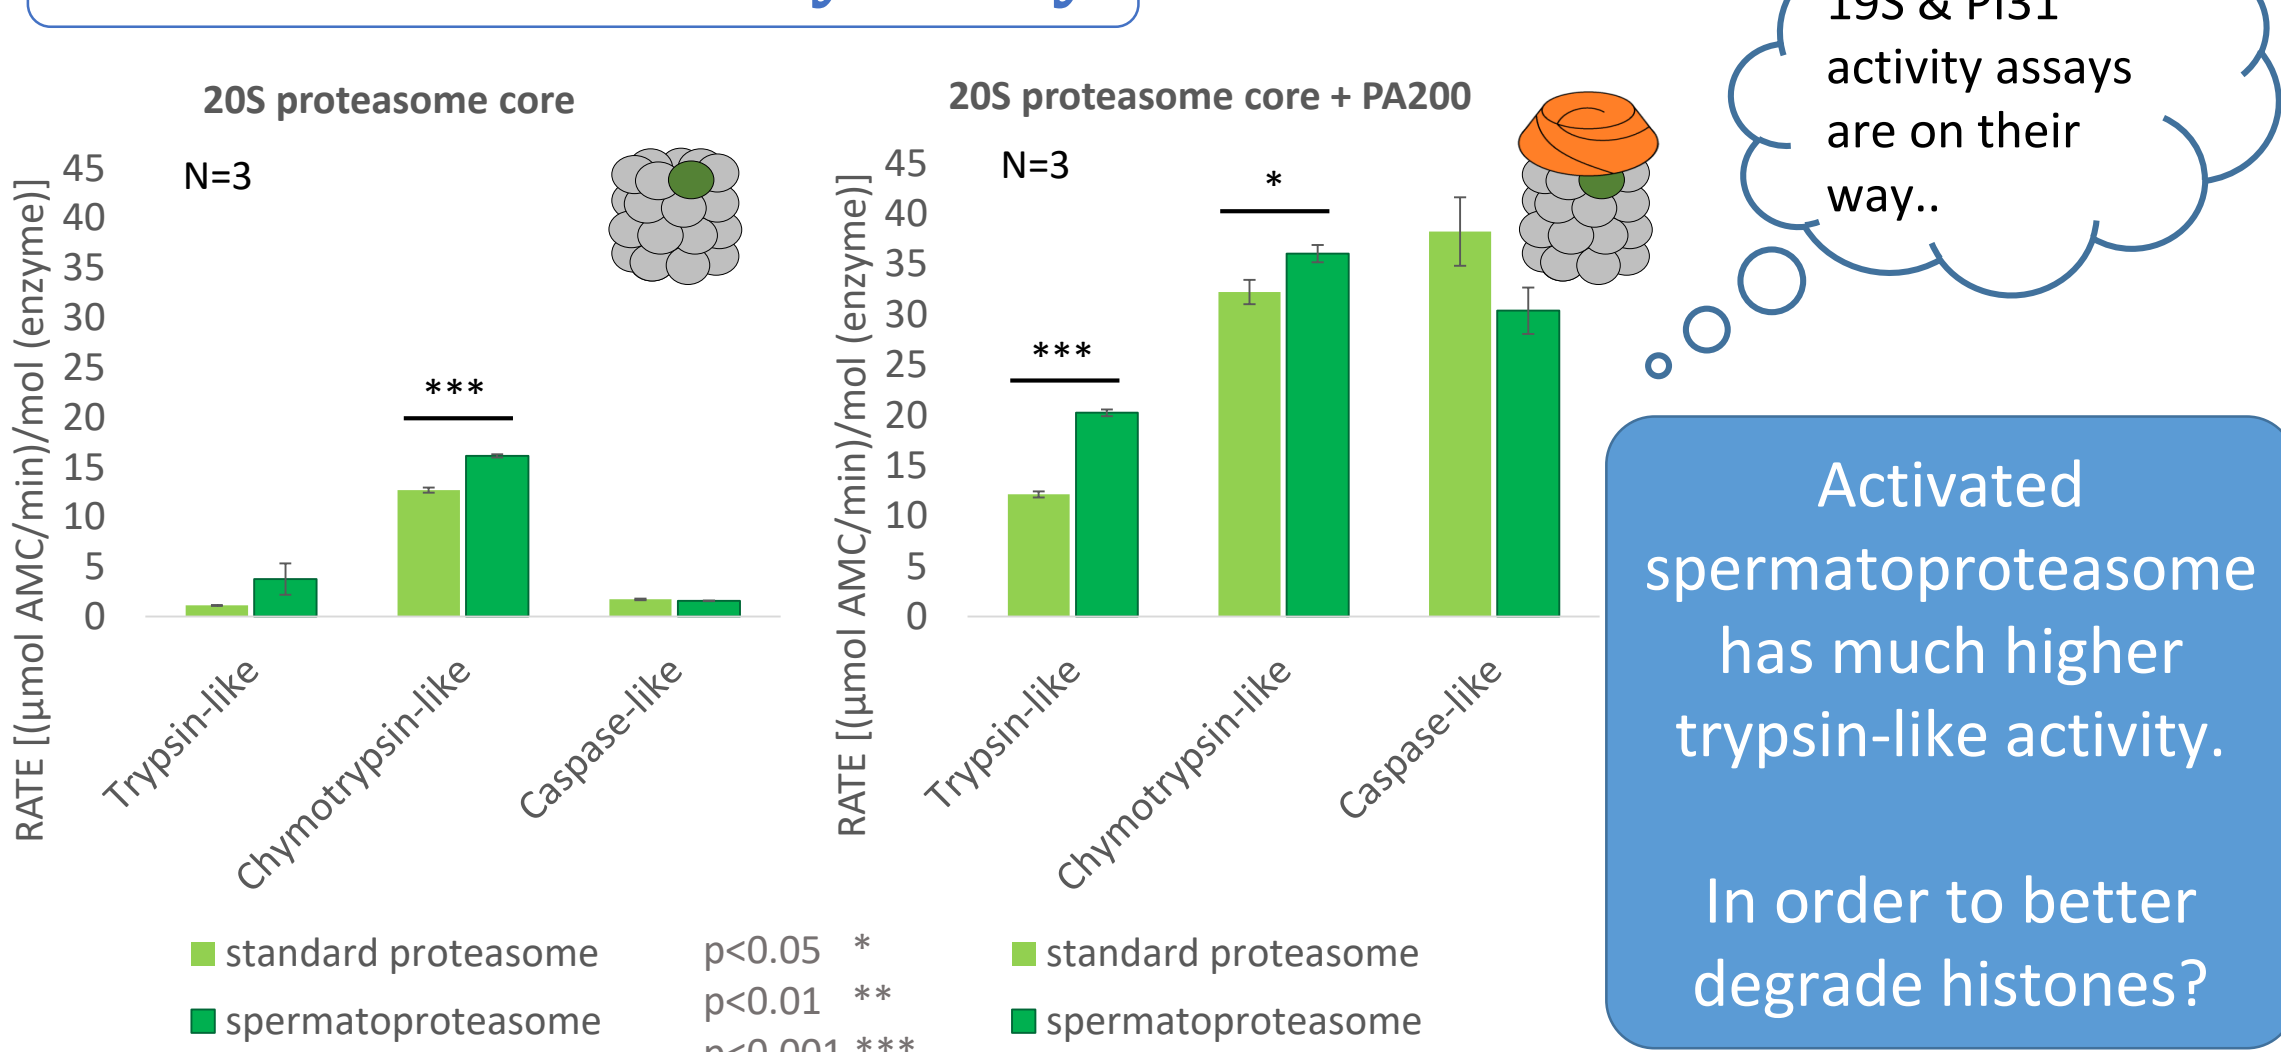 19S & PI31
activity assays
are on their
way..
20S proteasome core
N=3
RATE [(µmol AMC/min)/mol (enzyme)]
45
40
35
30
25
20
15
10
5
0
***
Trypsin-like
Chymotrypsin-like
Caspase-like
standard proteasome
spermatoproteasome
p<0.05 *
p<0.01 **
p<0.001 ***
20S proteasome core + PA200
N=3
RATE [(µmol AMC/min)/mol (enzyme)]
45
40
35
30
25
20
15
10
5
0
***
*
Trypsin-like
Chymotrypsin-like
Caspase-like
standard proteasome
spermatoproteasome
Activated
spermatoproteasome
has much higher
trypsin-like activity.
In order to better
degrade histones?